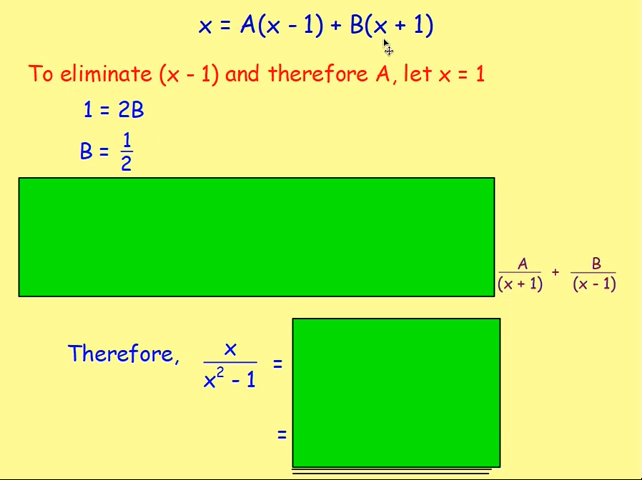 x = A(x - 1) + B(x + 1)
To eliminate (x - 1) and therefore A, let x = 1
1 = 2B
B = 1/2
A/(x + 1) + B/(x - 1)
Therefore, x/(x² - 1) =
=